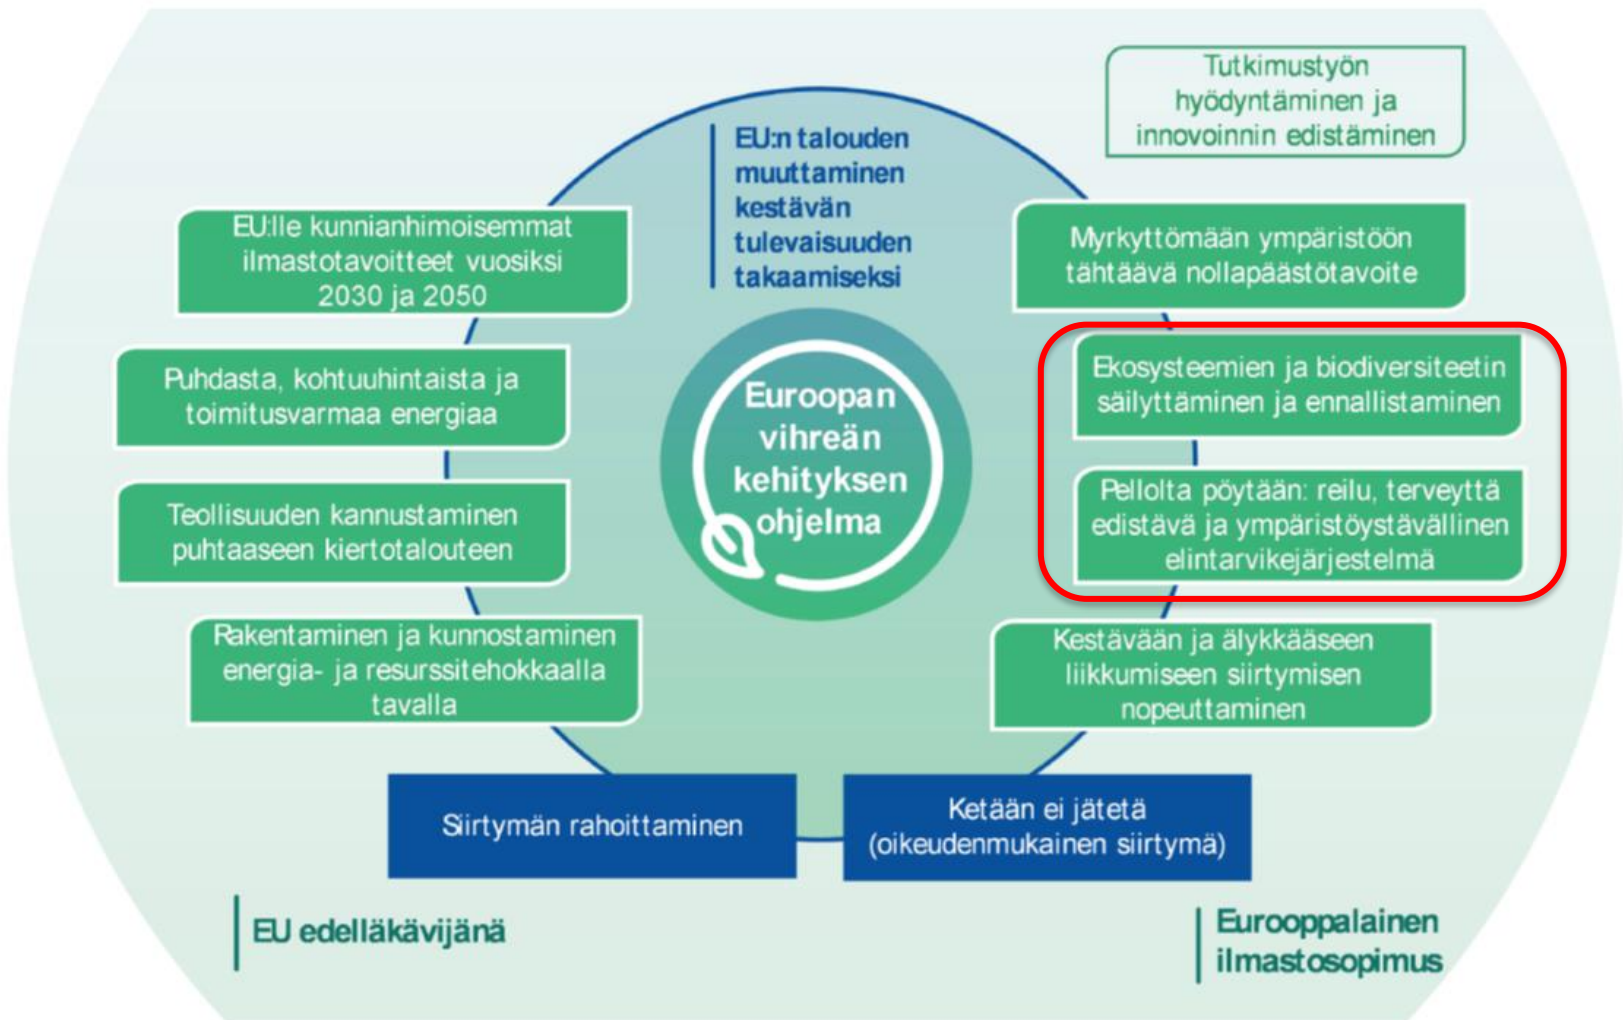 Tutkimustyön
hyödyntäminen ja
innovoinnin edistäminen
EU:n talouden
muuttaminen
kestävän
tulevaisuuden
takaamiseksi
EU:lle kunnianhimoisemmat
ilmastotavoitteet vuosiksi
2030 ja 2050
Puhdasta, kohtuuhintaista ja
toimitusvarmaa energiaa
Teollisuuden kannustaminen
puhtaaseen kiertotalouteen
Rakentaminen ja kunnostaminen
energia- ja resurssitehokkaalla
tavalla
Euroopan
vihreän
kehityksen
ohjelma
Myrkyttömään ympäristöön
tähtäävä nollapäästötavoite
Ekosysteemien ja biodiversiteetin
säilyttäminen ja ennallistaminen
Pellolta pöytään: reilu, terveyttä
edistävä ja ympäristöystävällinen
elintarvikejärjestelmä
Kestävään ja älykkääseen
liikkumiseen siirtymisen
nopeuttaminen
Siirtymän rahoittaminen
Ketään ei jätetä
(oikeudenmukainen siirtymä)
EU edelläkävijänä
Eurooppalainen
ilmastosopimus